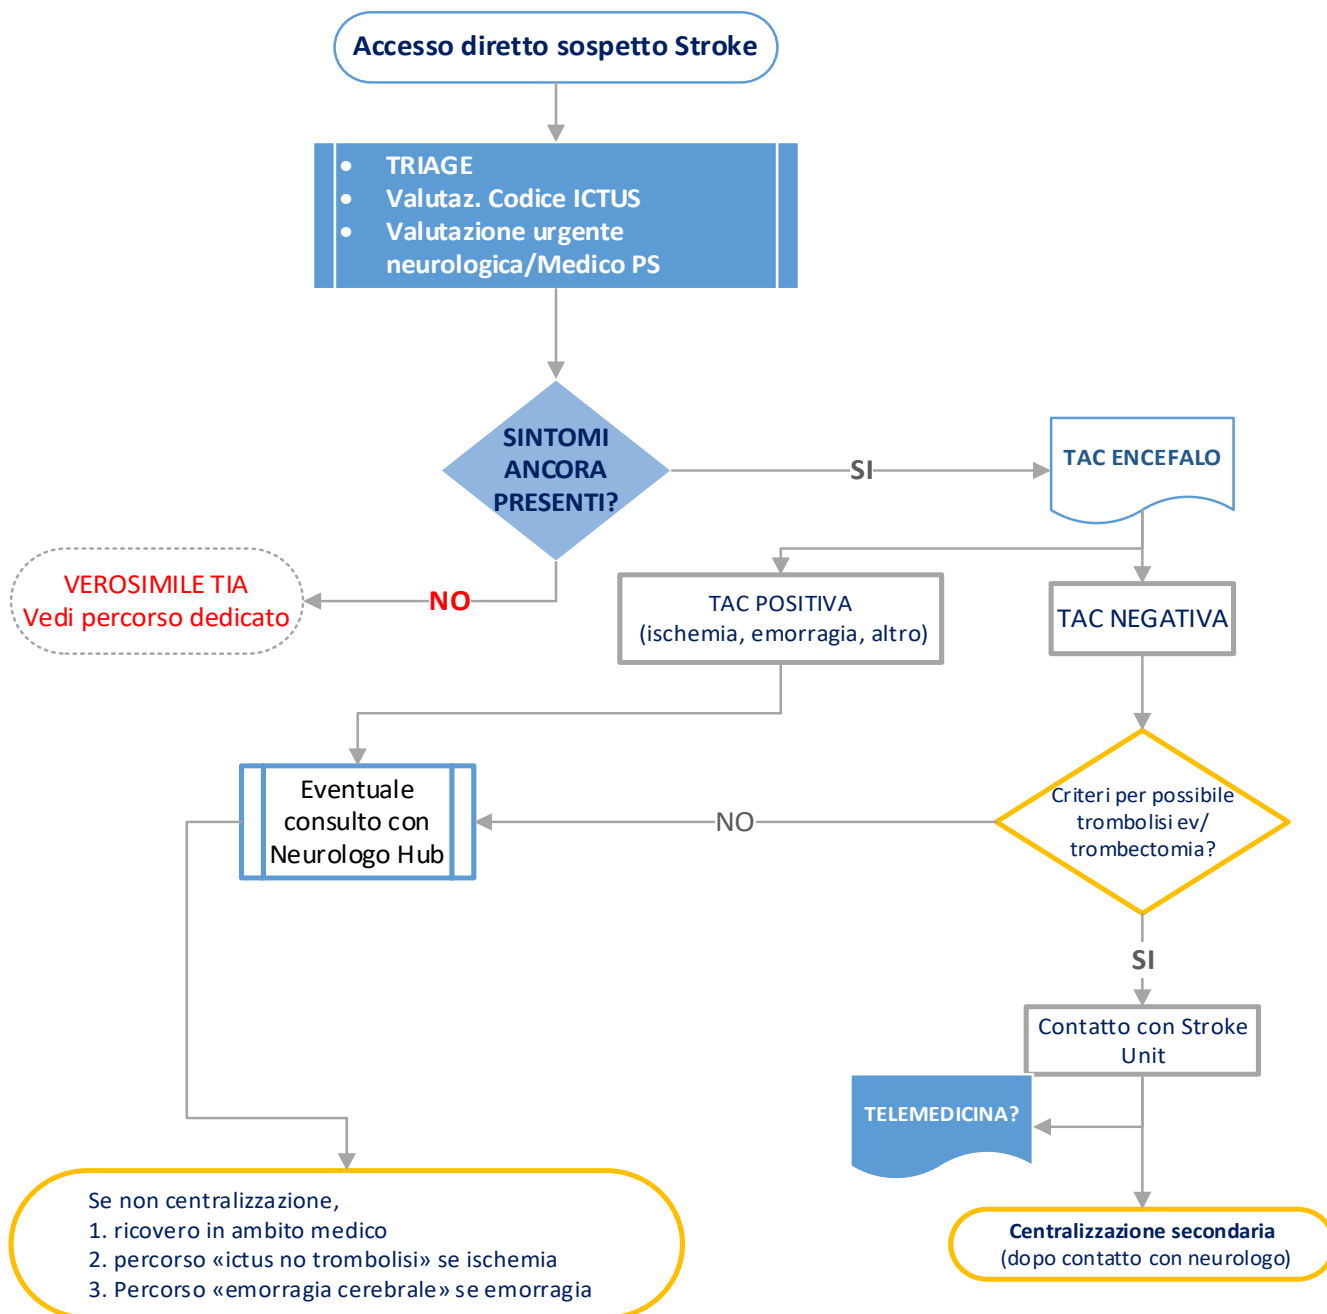 Accesso diretto sospetto Stroke
• TRIAGE
• Valutaz. Codice ICTUS
• Valutazione urgente
neurologica/Medico PS
SINTOMI
ANCORA
PRESENTI?
SI
TAC ENCEFALO
NO
VEROSIMILE TIA
Vedi percorso dedicato
TAC POSITIVA
(ischemia, emorragia, altro)
TAC NEGATIVA
Eventuale
consulto con
Neurologo Hub
NO
Criteri per possibile
trombolisi ev/
trombectomia?
SI
Contatto con Stroke
Unit
TELEMEDICINA?
Se non centralizzazione,
1. ricovero in ambito medico
2. percorso «ictus no trombolisi» se ischemia
3. Percorso «emorragia cerebrale» se emorragia
Centralizzazione secondaria
(dopo contatto con neurologo)